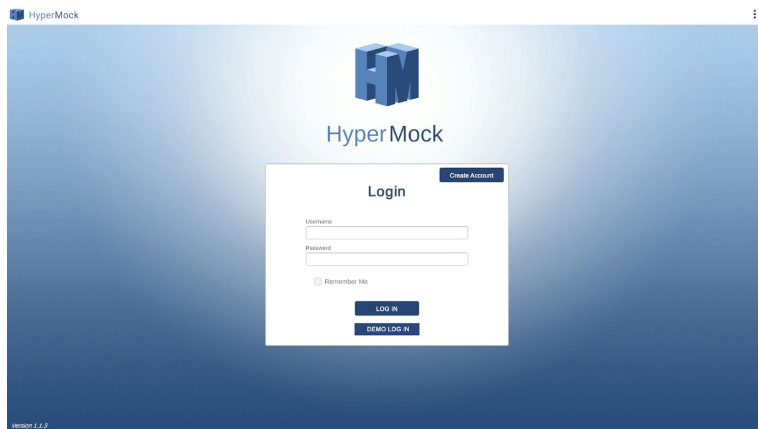 HyperMock
HM
HyperMock
Create Account
Login
Username
Password
Remember Me
LOG IN
DEMO LOG IN
Version 1.1.3